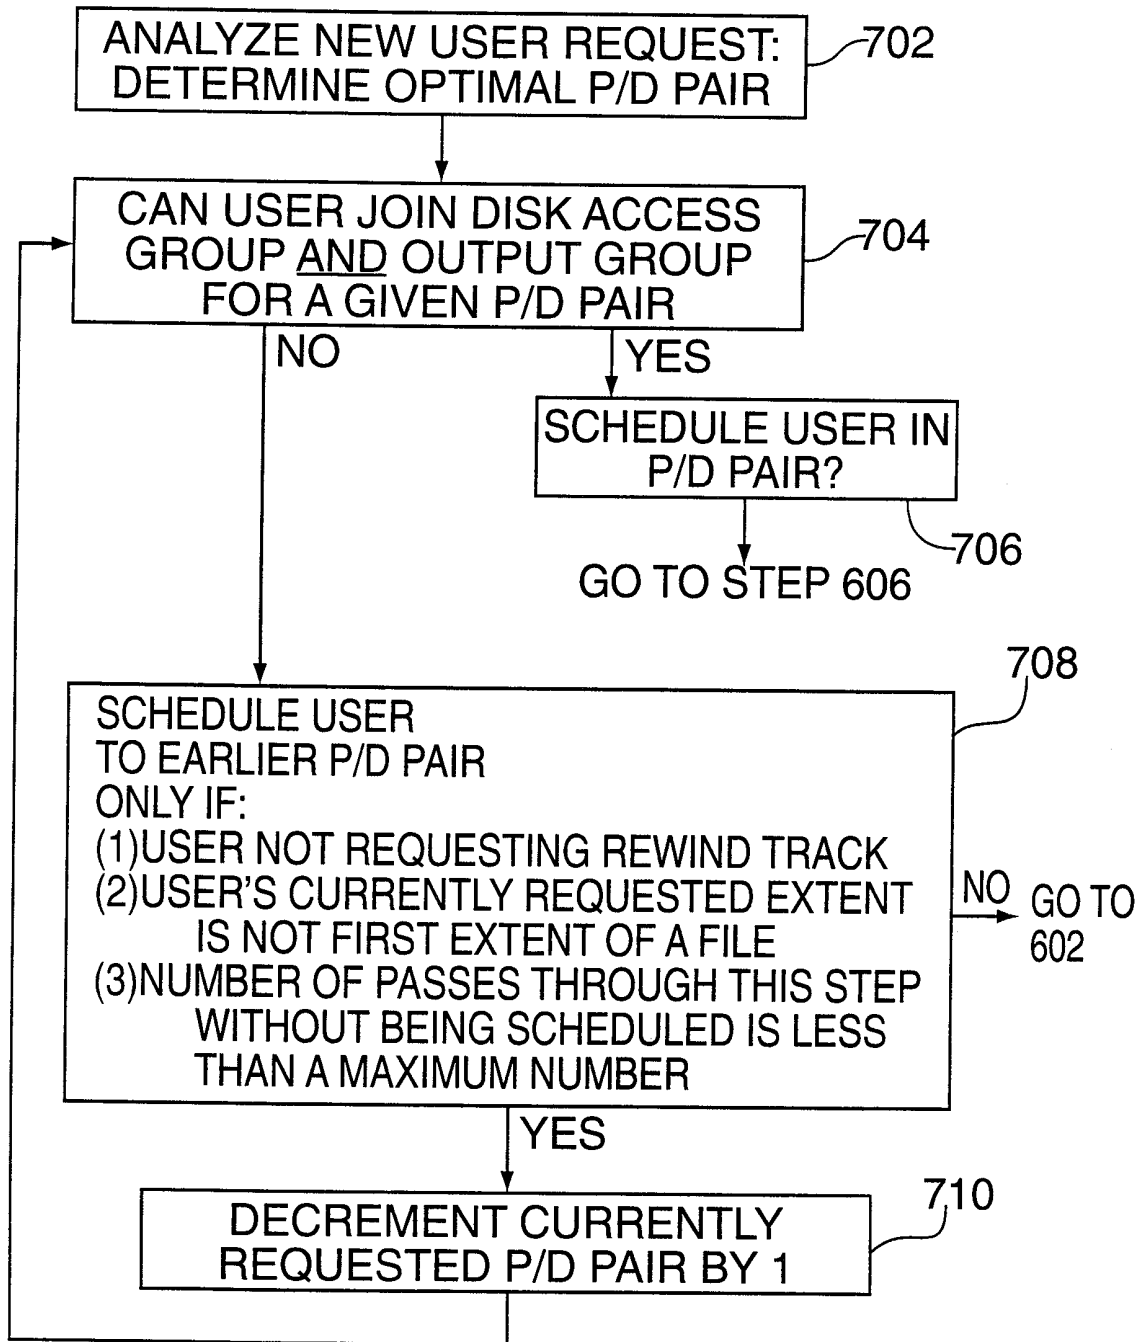 ANALYZE NEW USER REQUEST:
DETERMINE OPTIMAL P/D PAIR
702
CAN USER JOIN DISK ACCESS
GROUP AND OUTPUT GROUP
FOR A GIVEN P/D PAIR
704
NO
YES
SCHEDULE USER IN
P/D PAIR?
706
GO TO STEP 606
708
SCHEDULE USER
TO EARLIER P/D PAIR
ONLY IF:
(1)USER NOT REQUESTING REWIND TRACK
(2)USER'S CURRENTLY REQUESTED EXTENT
IS NOT FIRST EXTENT OF A FILE
(3)NUMBER OF PASSES THROUGH THIS STEP
WITHOUT BEING SCHEDULED IS LESS
THAN A MAXIMUM NUMBER
NO
GO TO
602
YES
710
DECREMENT CURRENTLY
REQUESTED P/D PAIR BY 1